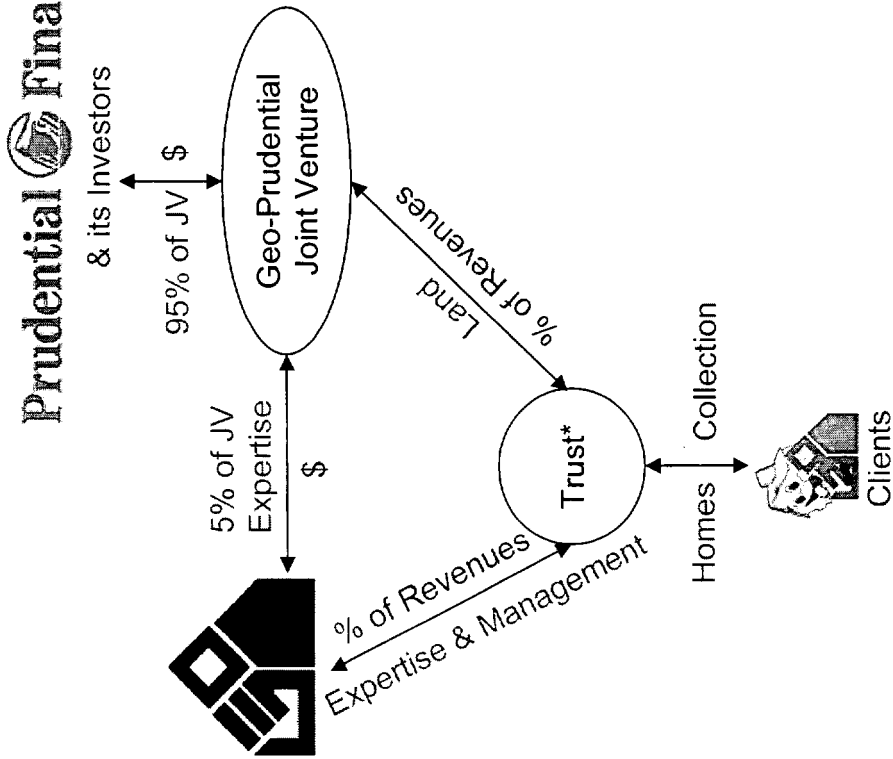 Prudential Fina
& its Investors
95% of JV $
Geo-Prudential
Joint Venture
5% of JV
Expertise
$
Land
% of Revenues
% of Revenues
Expertise & Management
Trust*
Homes Collection
Clients